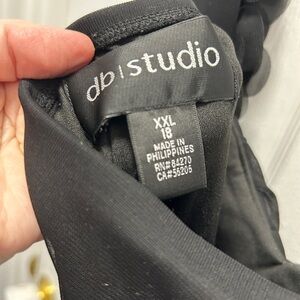 db|studio
XXL
18
MADE IN
PHILIPPINES
RN#84270
CA#56206